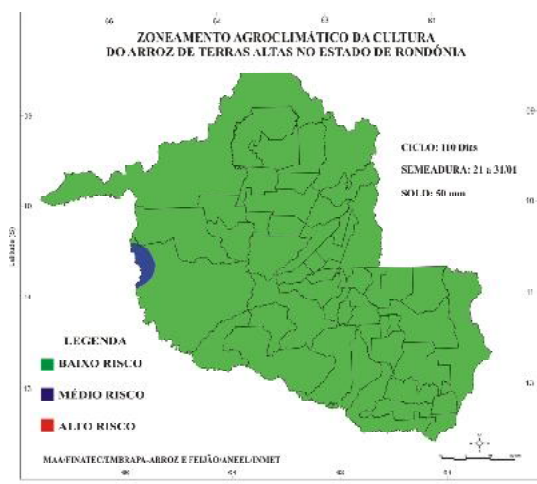 ZONEAMENTO AGROCLIMÁTICO DA CULTURA
DO ARROZ DE TERRAS ALTAS NO ESTADO DE RONDÔNIA
CICLO: 110 Dias
SEMEADURA: 21 a 31/01
SOLO: 50 mm
Latitude (S)
LEGENDA
BAIXO RISCO
MÉDIO RISCO
ALTO RISCO
MAA/FINATEC/EMBRAPA-ARROZ E FEIJÃO/ANEEL/INMET